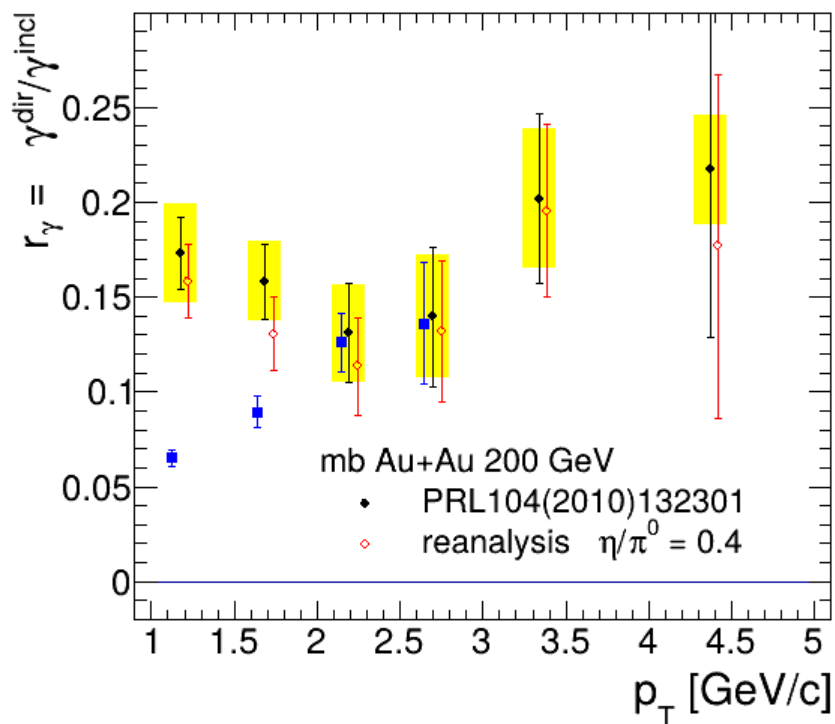 r_γ = γ^dir/γ^incl
0.25
0.2
0.15
0.1
0.05
0
mb Au+Au 200 GeV
PRL104(2010)132301
reanalysis η/π^0 = 0.4
1 1.5 2 2.5 3 3.5 4 4.5 5
p_T [GeV/c]